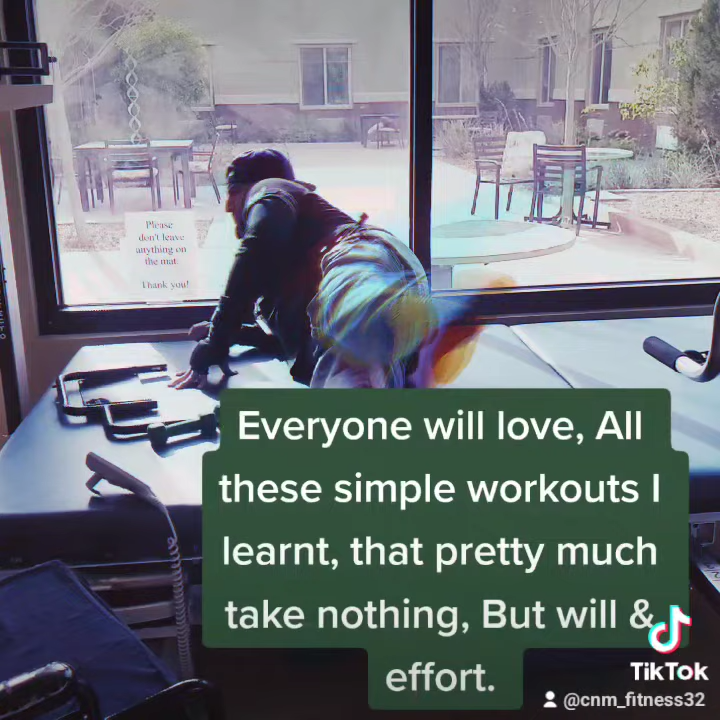 Please
don't leave
anything on
the mat
Thank you!
Everyone will love, All
these simple workouts I
learnt, that pretty much
take nothing, But will &
effort.
TikTok
@cnm_fitness32